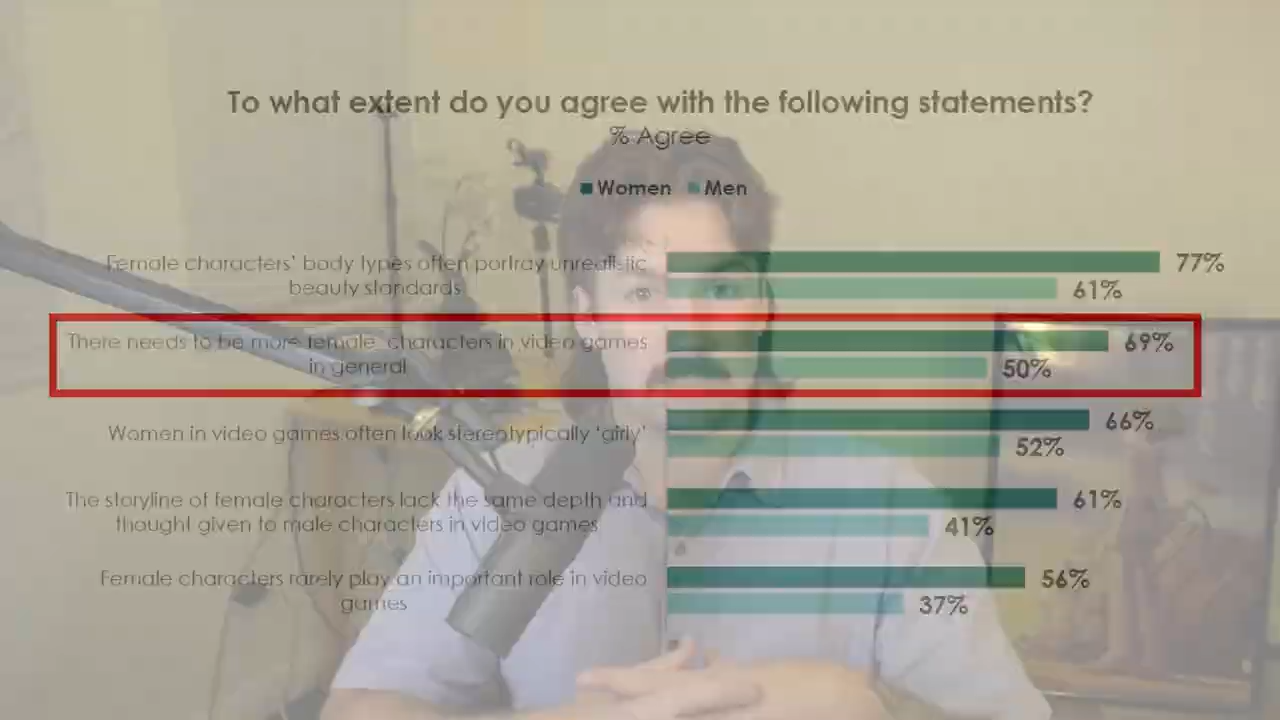 To what extent do you agree with the following statements?
% Agree
Women Men
Female characters' body types often portray unrealistic
beauty standards
77%
61%
There needs to be more female characters in video games
in general
69%
50%
Women in video games often look stereotypically 'girly'
66%
52%
The storyline of female characters lack the same depth and
thought given to male characters in video games
61%
41%
Female characters rarely play an important role in video
games
56%
37%